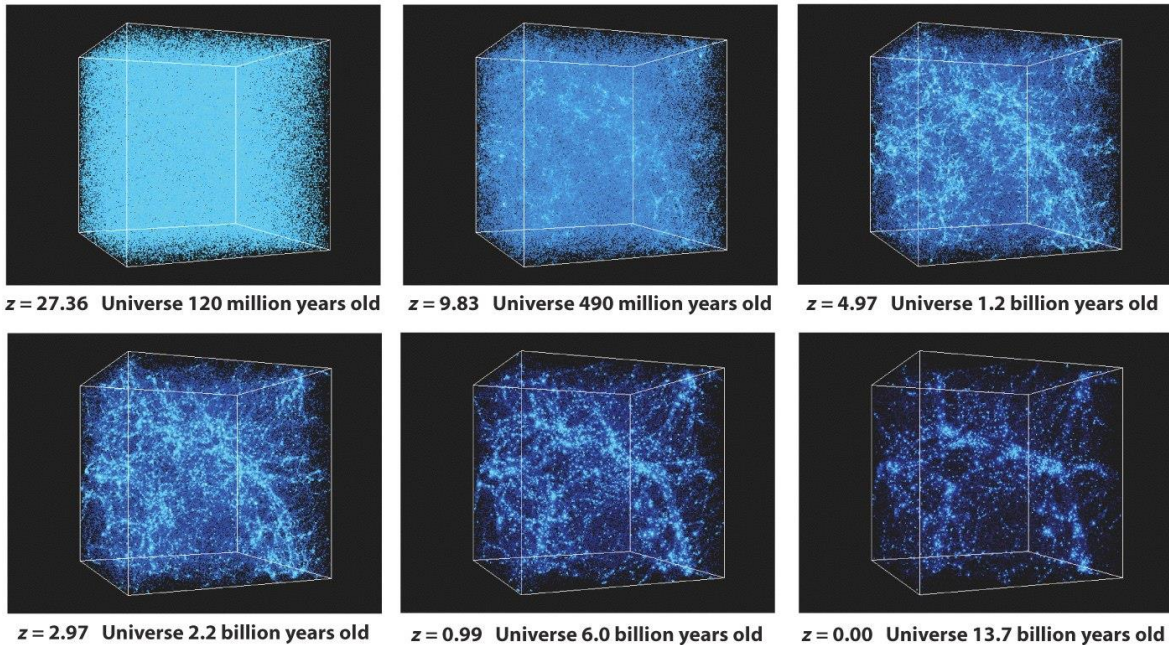 z = 27.36 Universe 120 million years old
z = 9.83 Universe 490 million years old
z = 4.97 Universe 1.2 billion years old
z = 2.97 Universe 2.2 billion years old
z = 0.99 Universe 6.0 billion years old
z = 0.00 Universe 13.7 billion years old